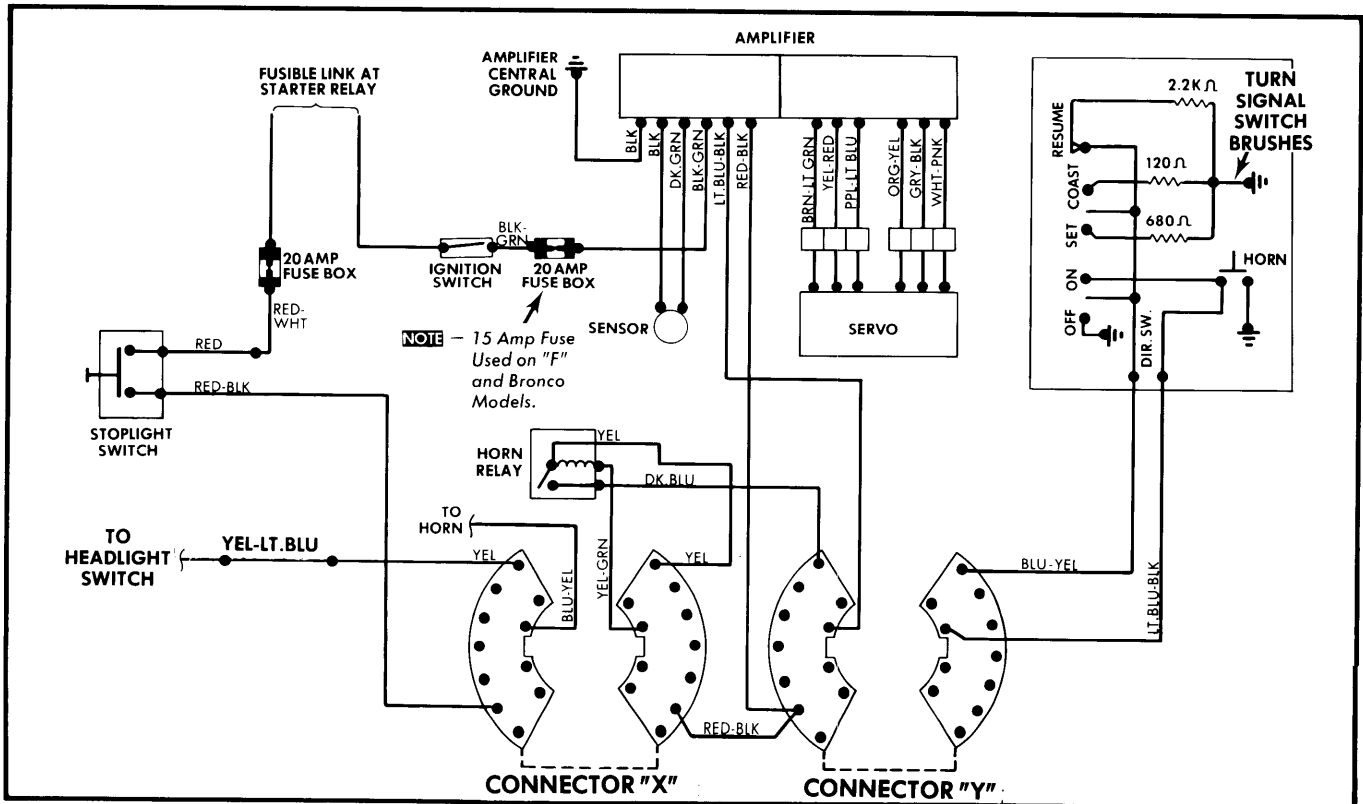 AMPLIFIER
AMPLIFIER
CENTRAL
GROUND
FUSIBLE LINK AT
STARTER RELAY
TURN
SIGNAL
SWITCH
BRUSHES
2.2K Ω
120 Ω
680 Ω
RESUME
COAST
SET
ON
OFF
HORN
DIR. SW.
BLK
BLK
DK.GRN
BLK-GRN
LT.BLU-BLK
RED-BLK
BRN-LT GRN
YEL-RED
PPL-LT BLU
ORG-YEL
GRY-BLK
WHT-PNK
20 AMP
FUSE BOX
RED-
WHT
IGNITION
SWITCH
BLK-
GRN
20 AMP
FUSE BOX
SENSOR
SERVO
NOTE — 15 Amp Fuse
Used on "F"
and Bronco
Models.
RED
RED-BLK
STOPLIGHT
SWITCH
HORN
RELAY
YEL
DK.BLU
TO
HORN
TO
HEADLIGHT
SWITCH
YEL-LT.BLU
YEL
BLU-YEL
YEL-GRN
YEL
BLU-YEL
LT.BLU-BLK
RED-BLK
CONNECTOR "X"
CONNECTOR "Y"